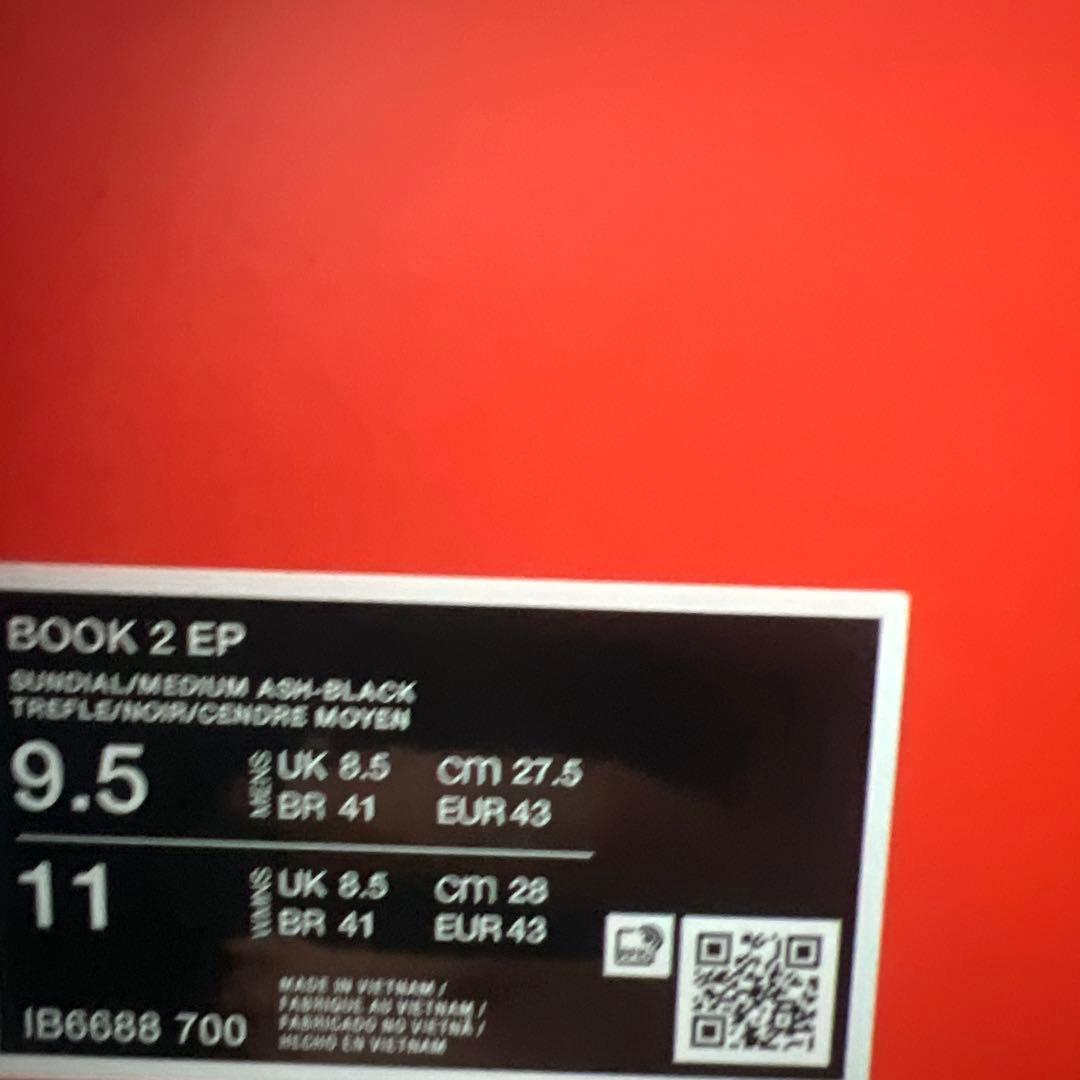 BOOK 2 EP
SUNDIAL/MEDIUM ASH-BLACK
TREFLE/NOIR/CENDRE MOYEN
9.5 MENS UK 8.5 cm 27.5
BR 41 EUR 43
11 WMNS UK 8.5 cm 28
BR 41 EUR 43
MADE IN VIETNAM /
FABRIQUE AU VIETNAM /
FABRICADO NO VIETNÃ /
HECHO EN VIETNAM
IB6688 700